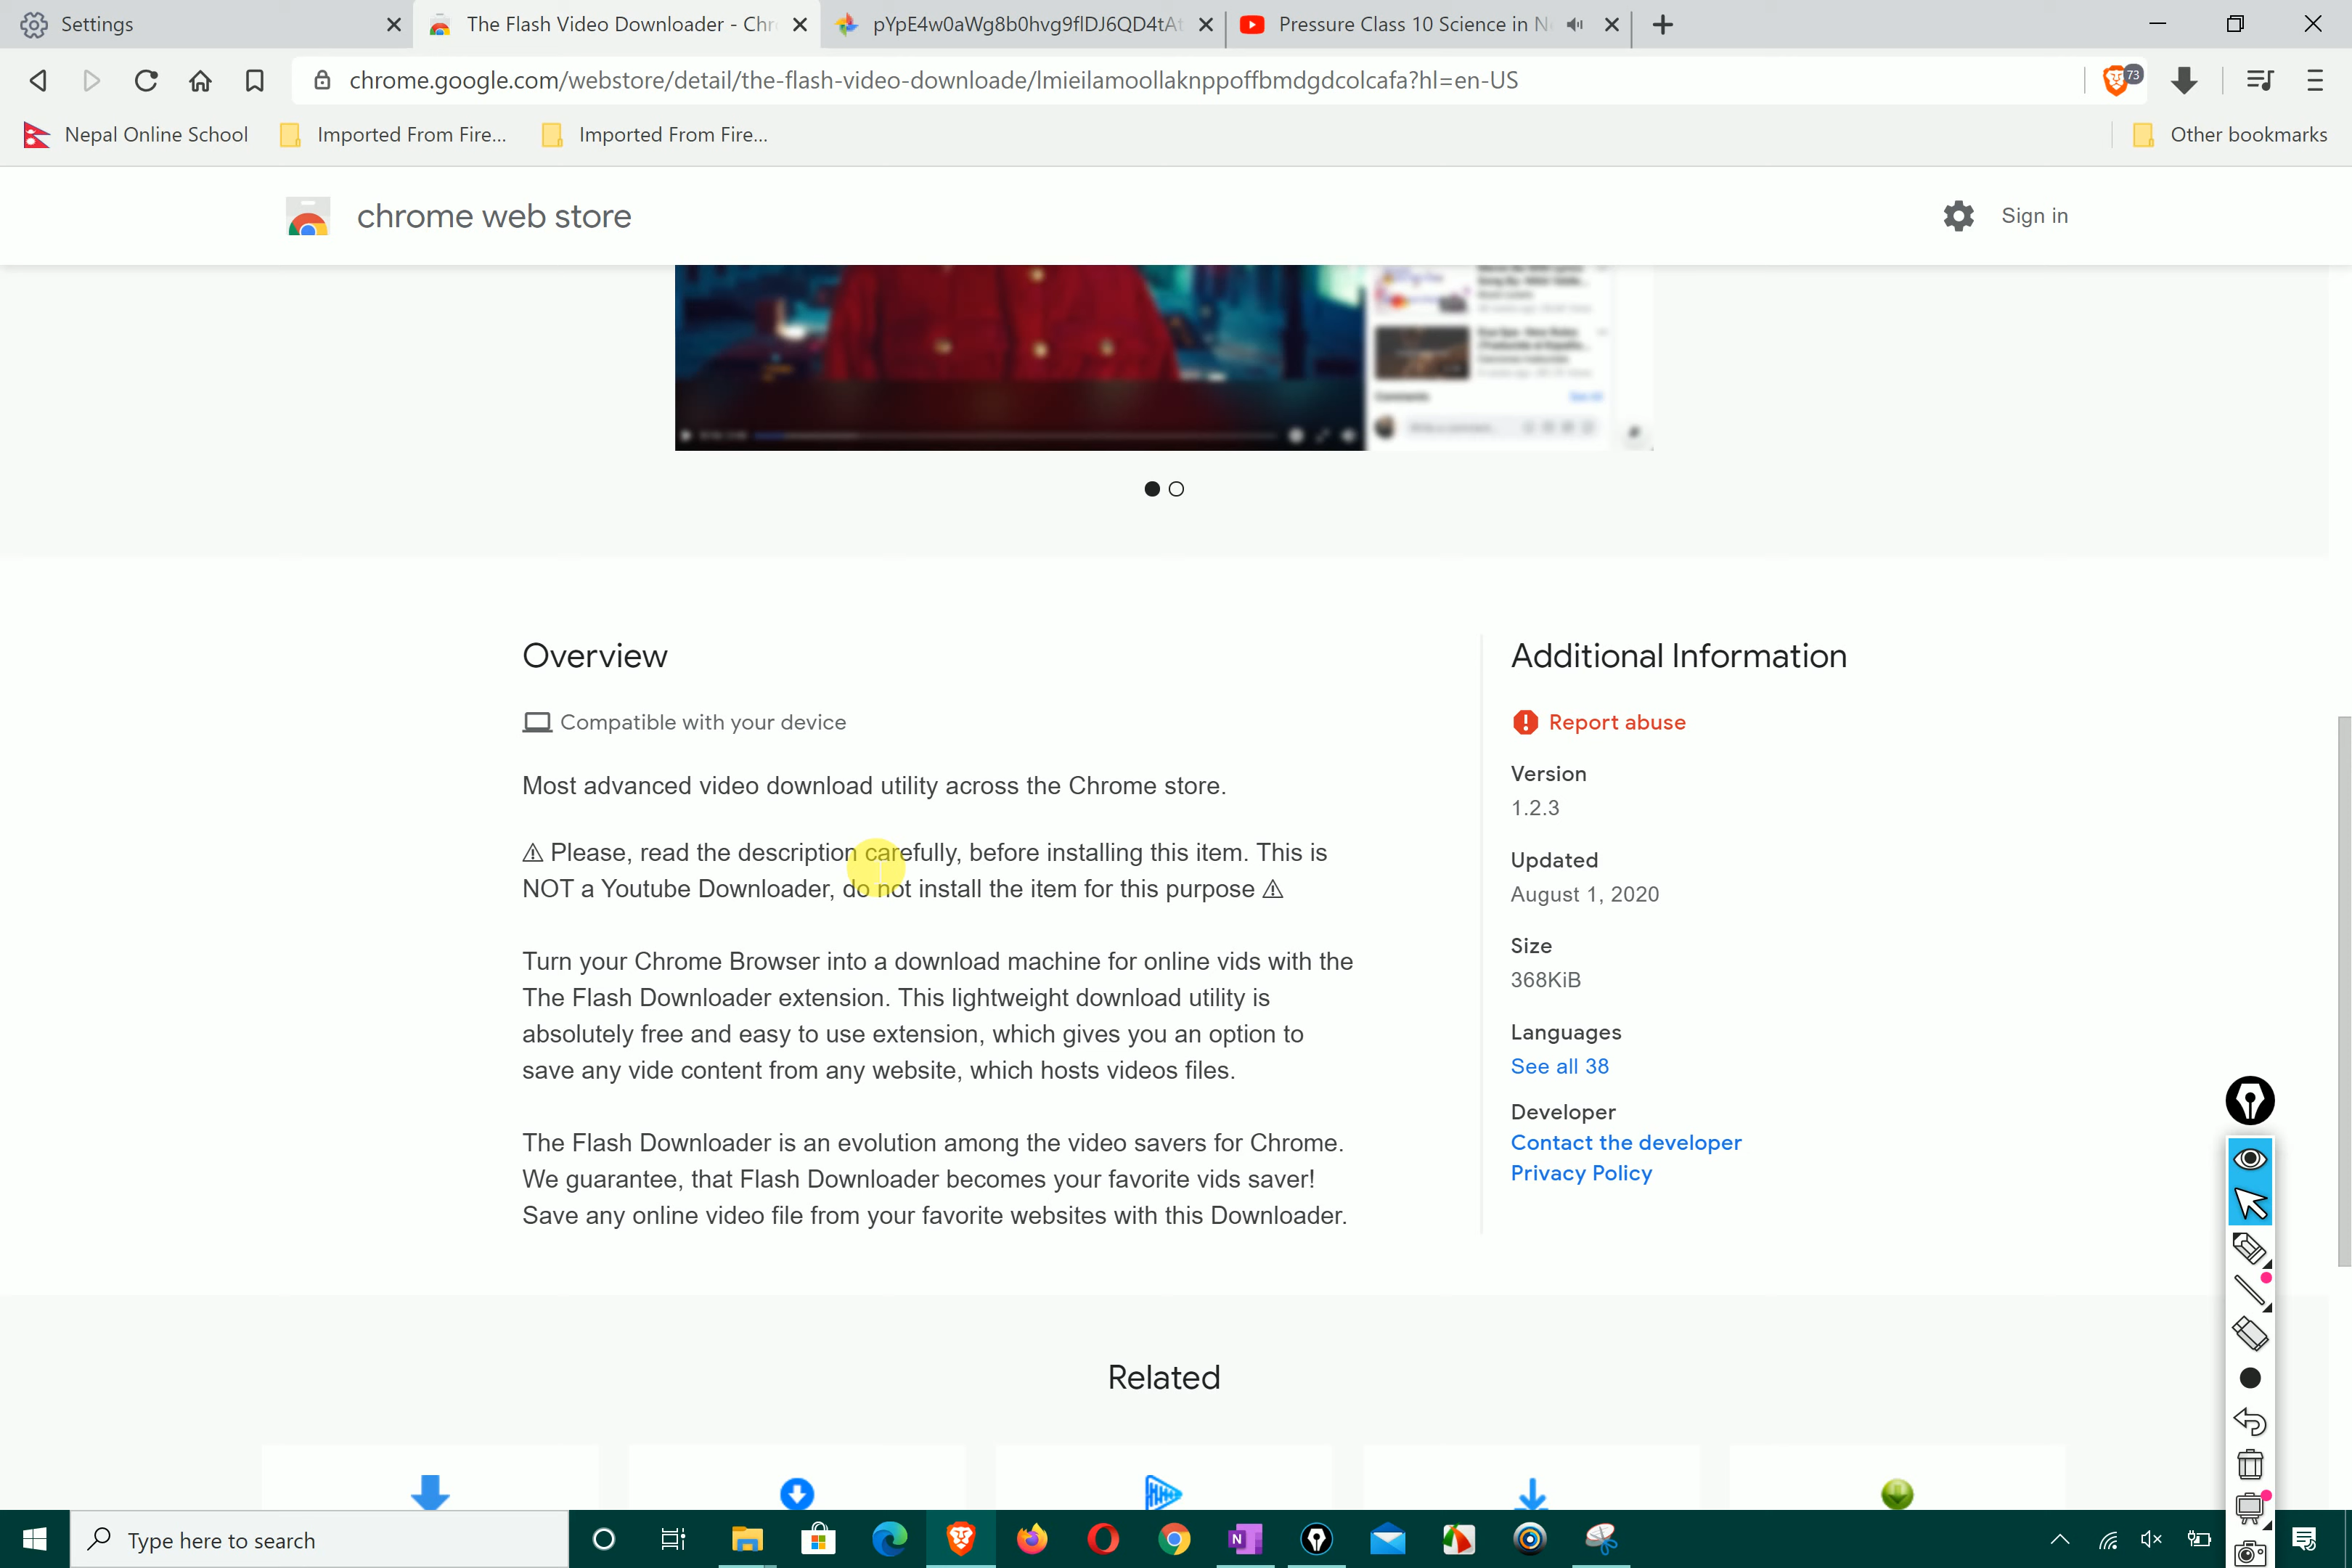 Settings
The Flash Video Downloader - Chr
pYpE4w0aWg8b0hvg9flDJ6QD4tAt
Pressure Class 10 Science in Ne
chrome.google.com/webstore/detail/the-flash-video-downloade/lmieilamoollaknppoffbmdgdcolcafa?hl=en-US
73
Nepal Online School
Imported From Fire...
Imported From Fire...
Other bookmarks
chrome web store
Sign in
Comments
See All
Write a comment...
Overview
Compatible with your device
Most advanced video download utility across the Chrome store.
⚠ Please, read the description carefully, before installing this item. This is
NOT a Youtube Downloader, do not install the item for this purpose ⚠
Turn your Chrome Browser into a download machine for online vids with the
The Flash Downloader extension. This lightweight download utility is
absolutely free and easy to use extension, which gives you an option to
save any vide content from any website, which hosts videos files.
The Flash Downloader is an evolution among the video savers for Chrome.
We guarantee, that Flash Downloader becomes your favorite vids saver!
Save any online video file from your favorite websites with this Downloader.
Additional Information
Report abuse
Version
1.2.3
Updated
August 1, 2020
Size
368KiB
Languages
See all 38
Developer
Contact the developer
Privacy Policy
Related
Type here to search